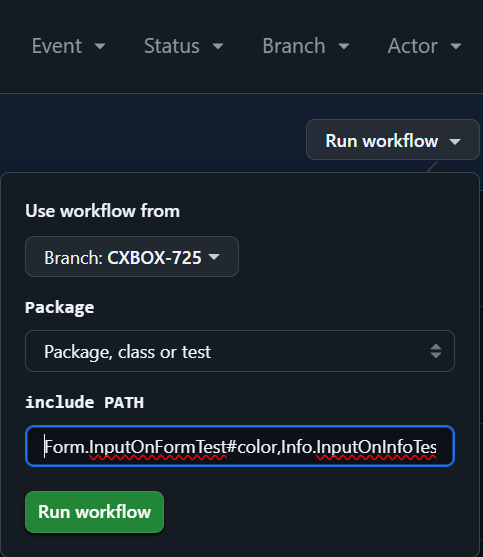 Event Status Branch Actor
Run workflow
Use workflow from
Branch: CXBOX-725
Package
Package, class or test
include PATH
Form.InputOnFormTest#color,Info.InputOnInfoTes
Run workflow